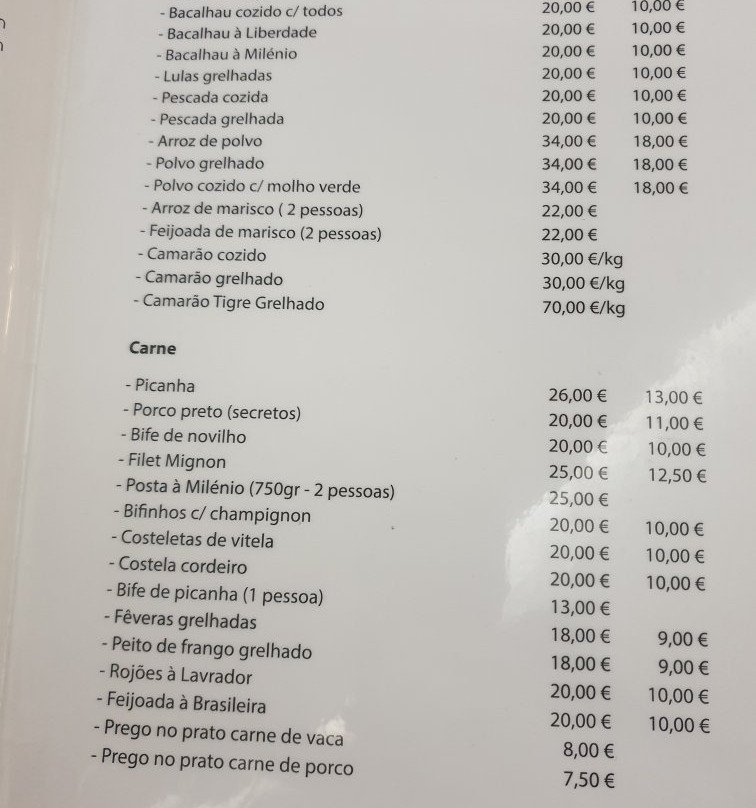 - Bacalhau cozido c/ todos 20,00 € 10,00 €
- Bacalhau à Liberdade 20,00 € 10,00 €
- Bacalhau à Milénio 20,00 € 10,00 €
- Lulas grelhadas 20,00 € 10,00 €
- Pescada cozida 20,00 € 10,00 €
- Pescada grelhada 20,00 € 10,00 €
- Arroz de polvo 34,00 € 18,00 €
- Polvo grelhado 34,00 € 18,00 €
- Polvo cozido c/ molho verde 34,00 € 18,00 €
- Arroz de marisco ( 2 pessoas) 22,00 €
- Feijoada de marisco (2 pessoas) 22,00 €
- Camarão cozido 30,00 €/kg
- Camarão grelhado 30,00 €/kg
- Camarão Tigre Grelhado 70,00 €/kg
Carne
- Picanha 26,00 € 13,00 €
- Porco preto (secretos) 20,00 € 11,00 €
- Bife de novilho 20,00 € 10,00 €
- Filet Mignon 25,00 € 12,50 €
- Posta à Milénio (750gr - 2 pessoas) 25,00 €
- Bifinhos c/ champignon 20,00 € 10,00 €
- Costeletas de vitela 20,00 € 10,00 €
- Costela cordeiro 20,00 € 10,00 €
- Bife de picanha (1 pessoa) 13,00 €
- Fêveras grelhadas 18,00 € 9,00 €
- Peito de frango grelhado 18,00 € 9,00 €
- Rojões à Lavrador 20,00 € 10,00 €
- Feijoada à Brasileira 20,00 € 10,00 €
- Prego no prato carne de vaca 8,00 €
- Prego no prato carne de porco 7,50 €